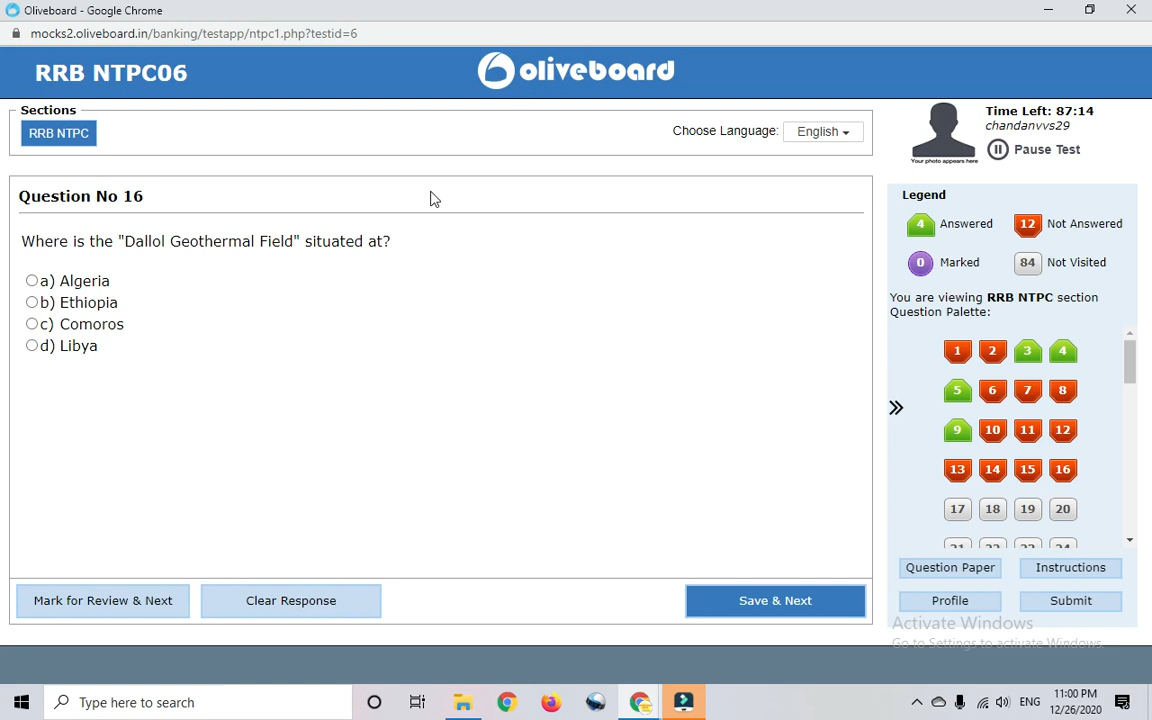 Oliveboard - Google Chrome
mocks2.oliveboard.in/banking/testapp/ntpc1.php?testid=6
RRB NTPC06
oliveboard
Sections
RRB NTPC
Choose Language: English
Time Left: 87:14
chandanvvs29
Pause Test
Your photo appears here
Question No 16
Where is the "Dallol Geothermal Field" situated at?
a) Algeria
b) Ethiopia
c) Comoros
d) Libya
Mark for Review & Next
Clear Response
Save & Next
Legend
4 Answered 12 Not Answered
0 Marked 84 Not Visited
You are viewing RRB NTPC section
Question Palette:
1 2 3 4
5 6 7 8
9 10 11 12
13 14 15 16
17 18 19 20
21 22 23 24
Question Paper Instructions
Profile Submit
Activate Windows
Go to Settings to activate Windows.
Type here to search
ENG
11:00 PM
12/26/2020